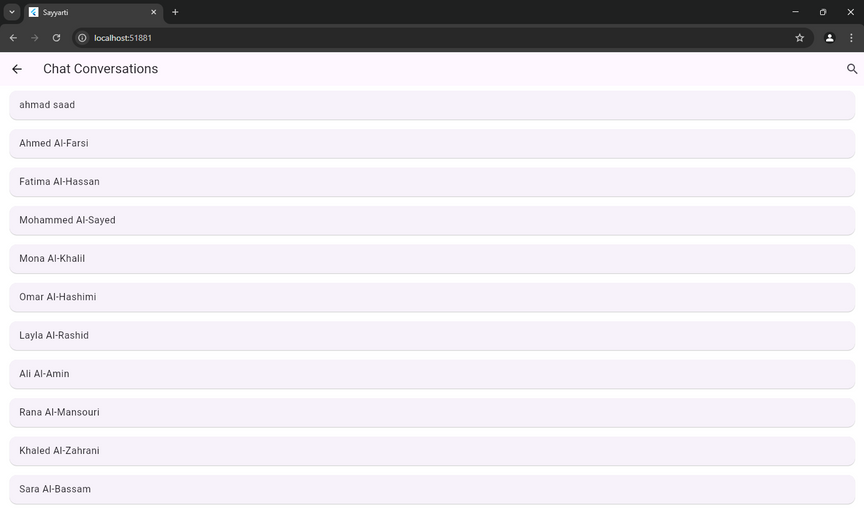 Sayyarti
localhost:51881
Chat Conversations
ahmad saad
Ahmed Al-Farsi
Fatima Al-Hassan
Mohammed Al-Sayed
Mona Al-Khalil
Omar Al-Hashimi
Layla Al-Rashid
Ali Al-Amin
Rana Al-Mansouri
Khaled Al-Zahrani
Sara Al-Bassam